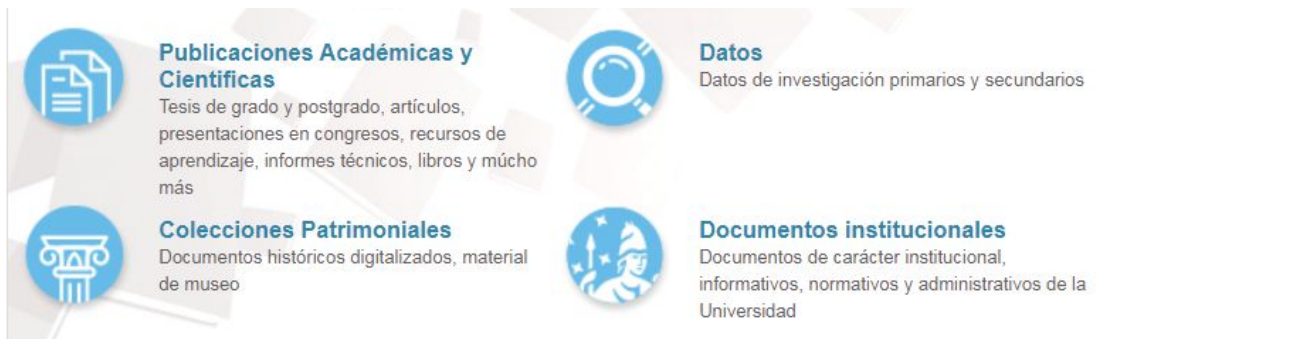 Publicaciones Académicas y
Cientificas
Tesis de grado y postgrado, artículos,
presentaciones en congresos, recursos de
aprendizaje, informes técnicos, libros y múcho
más
Datos
Datos de investigación primarios y secundarios
Colecciones Patrimoniales
Documentos históricos digitalizados, material
de museo
Documentos institucionales
Documentos de carácter institucional,
informativos, normativos y administrativos de la
Universidad